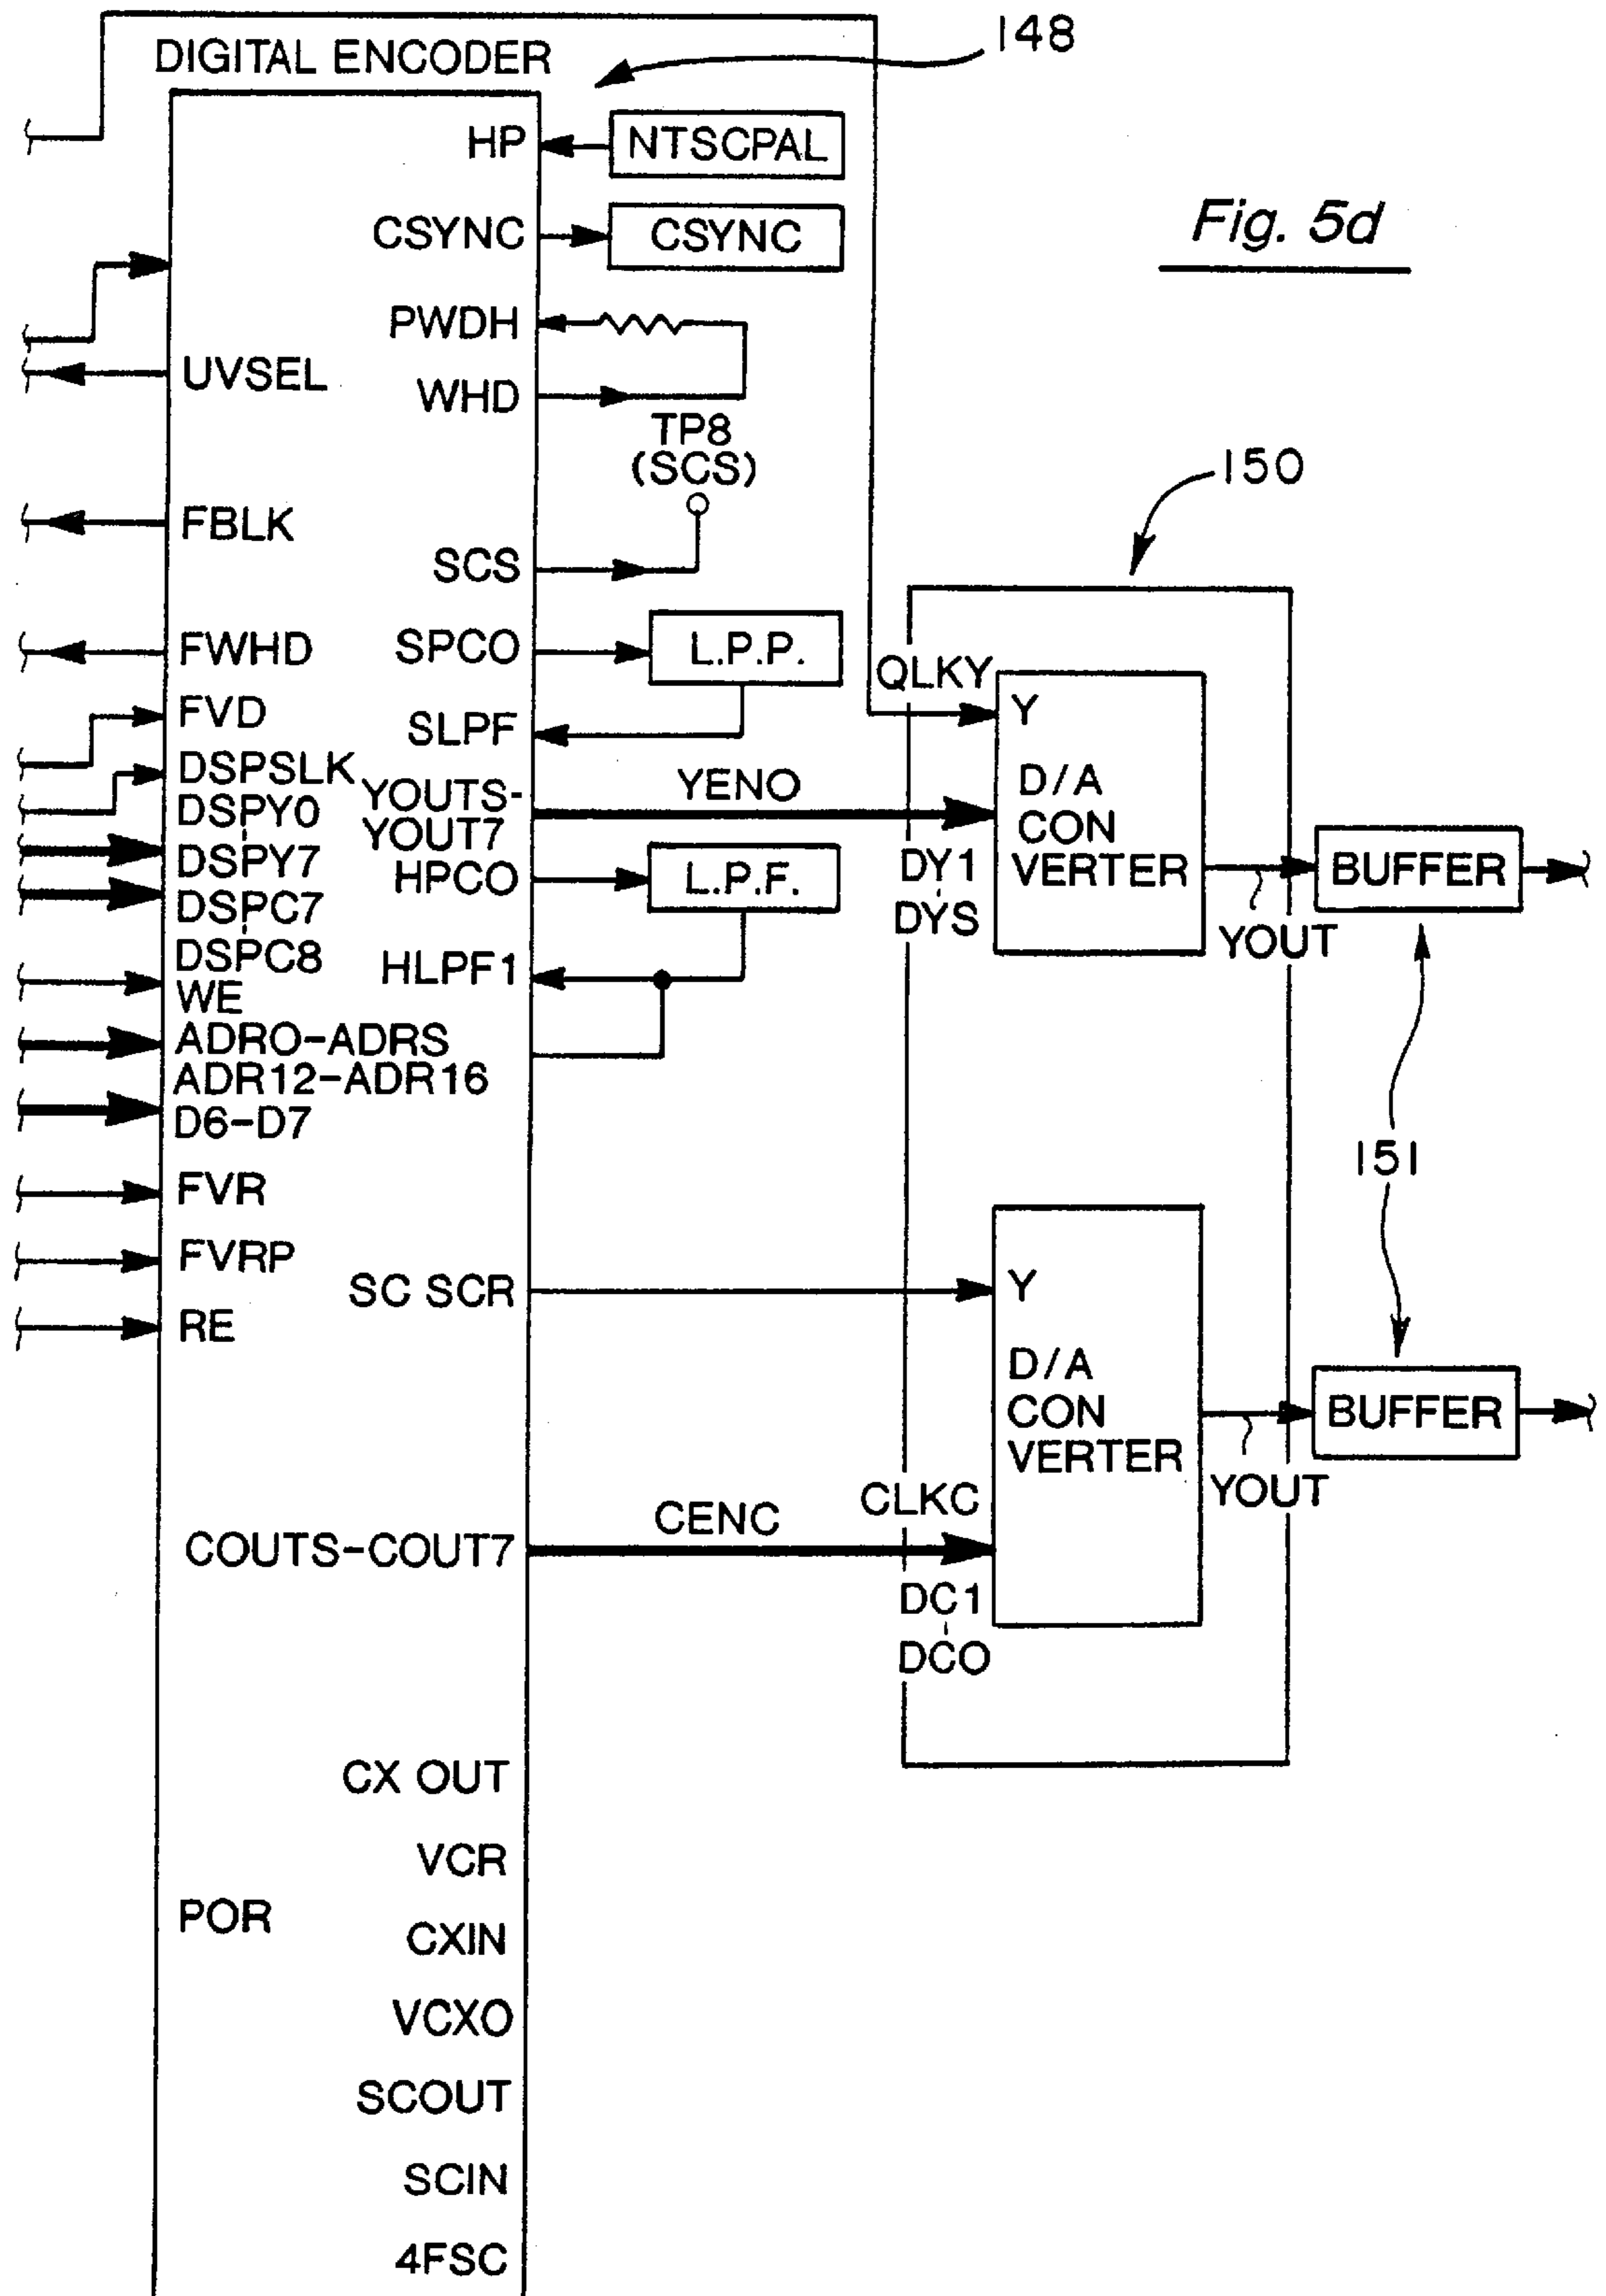 DIGITAL ENCODER
148
HP
NTSCPAL
CSYNC
CSYNC
Fig. 5d
PWDH
UVSEL
WHD
TP8
(SCS)
150
FBLK
SCS
FWHD
SPCO
L.P.P.
QLKY
FVD
SLPF
Y
DSPSLK
YOUTS-
YENO
D/A
DSPY0
YOUT7
CON
DSPY7
HPCO
L.P.F.
DY1
VERTER
BUFFER
DSPC7
DYS
YOUT
DSPC8
HLPF1
WE
ADRO-ADRS
ADR12-ADR16
D6-D7
151
FVR
FVRP
SC SCR
Y
RE
D/A
CON
BUFFER
VERTER
CLKC
YOUT
COUTS-COUT7
CENC
DC1
DCO
CX OUT
VCR
POR
CXIN
VCXO
SCOUT
SCIN
4FSC